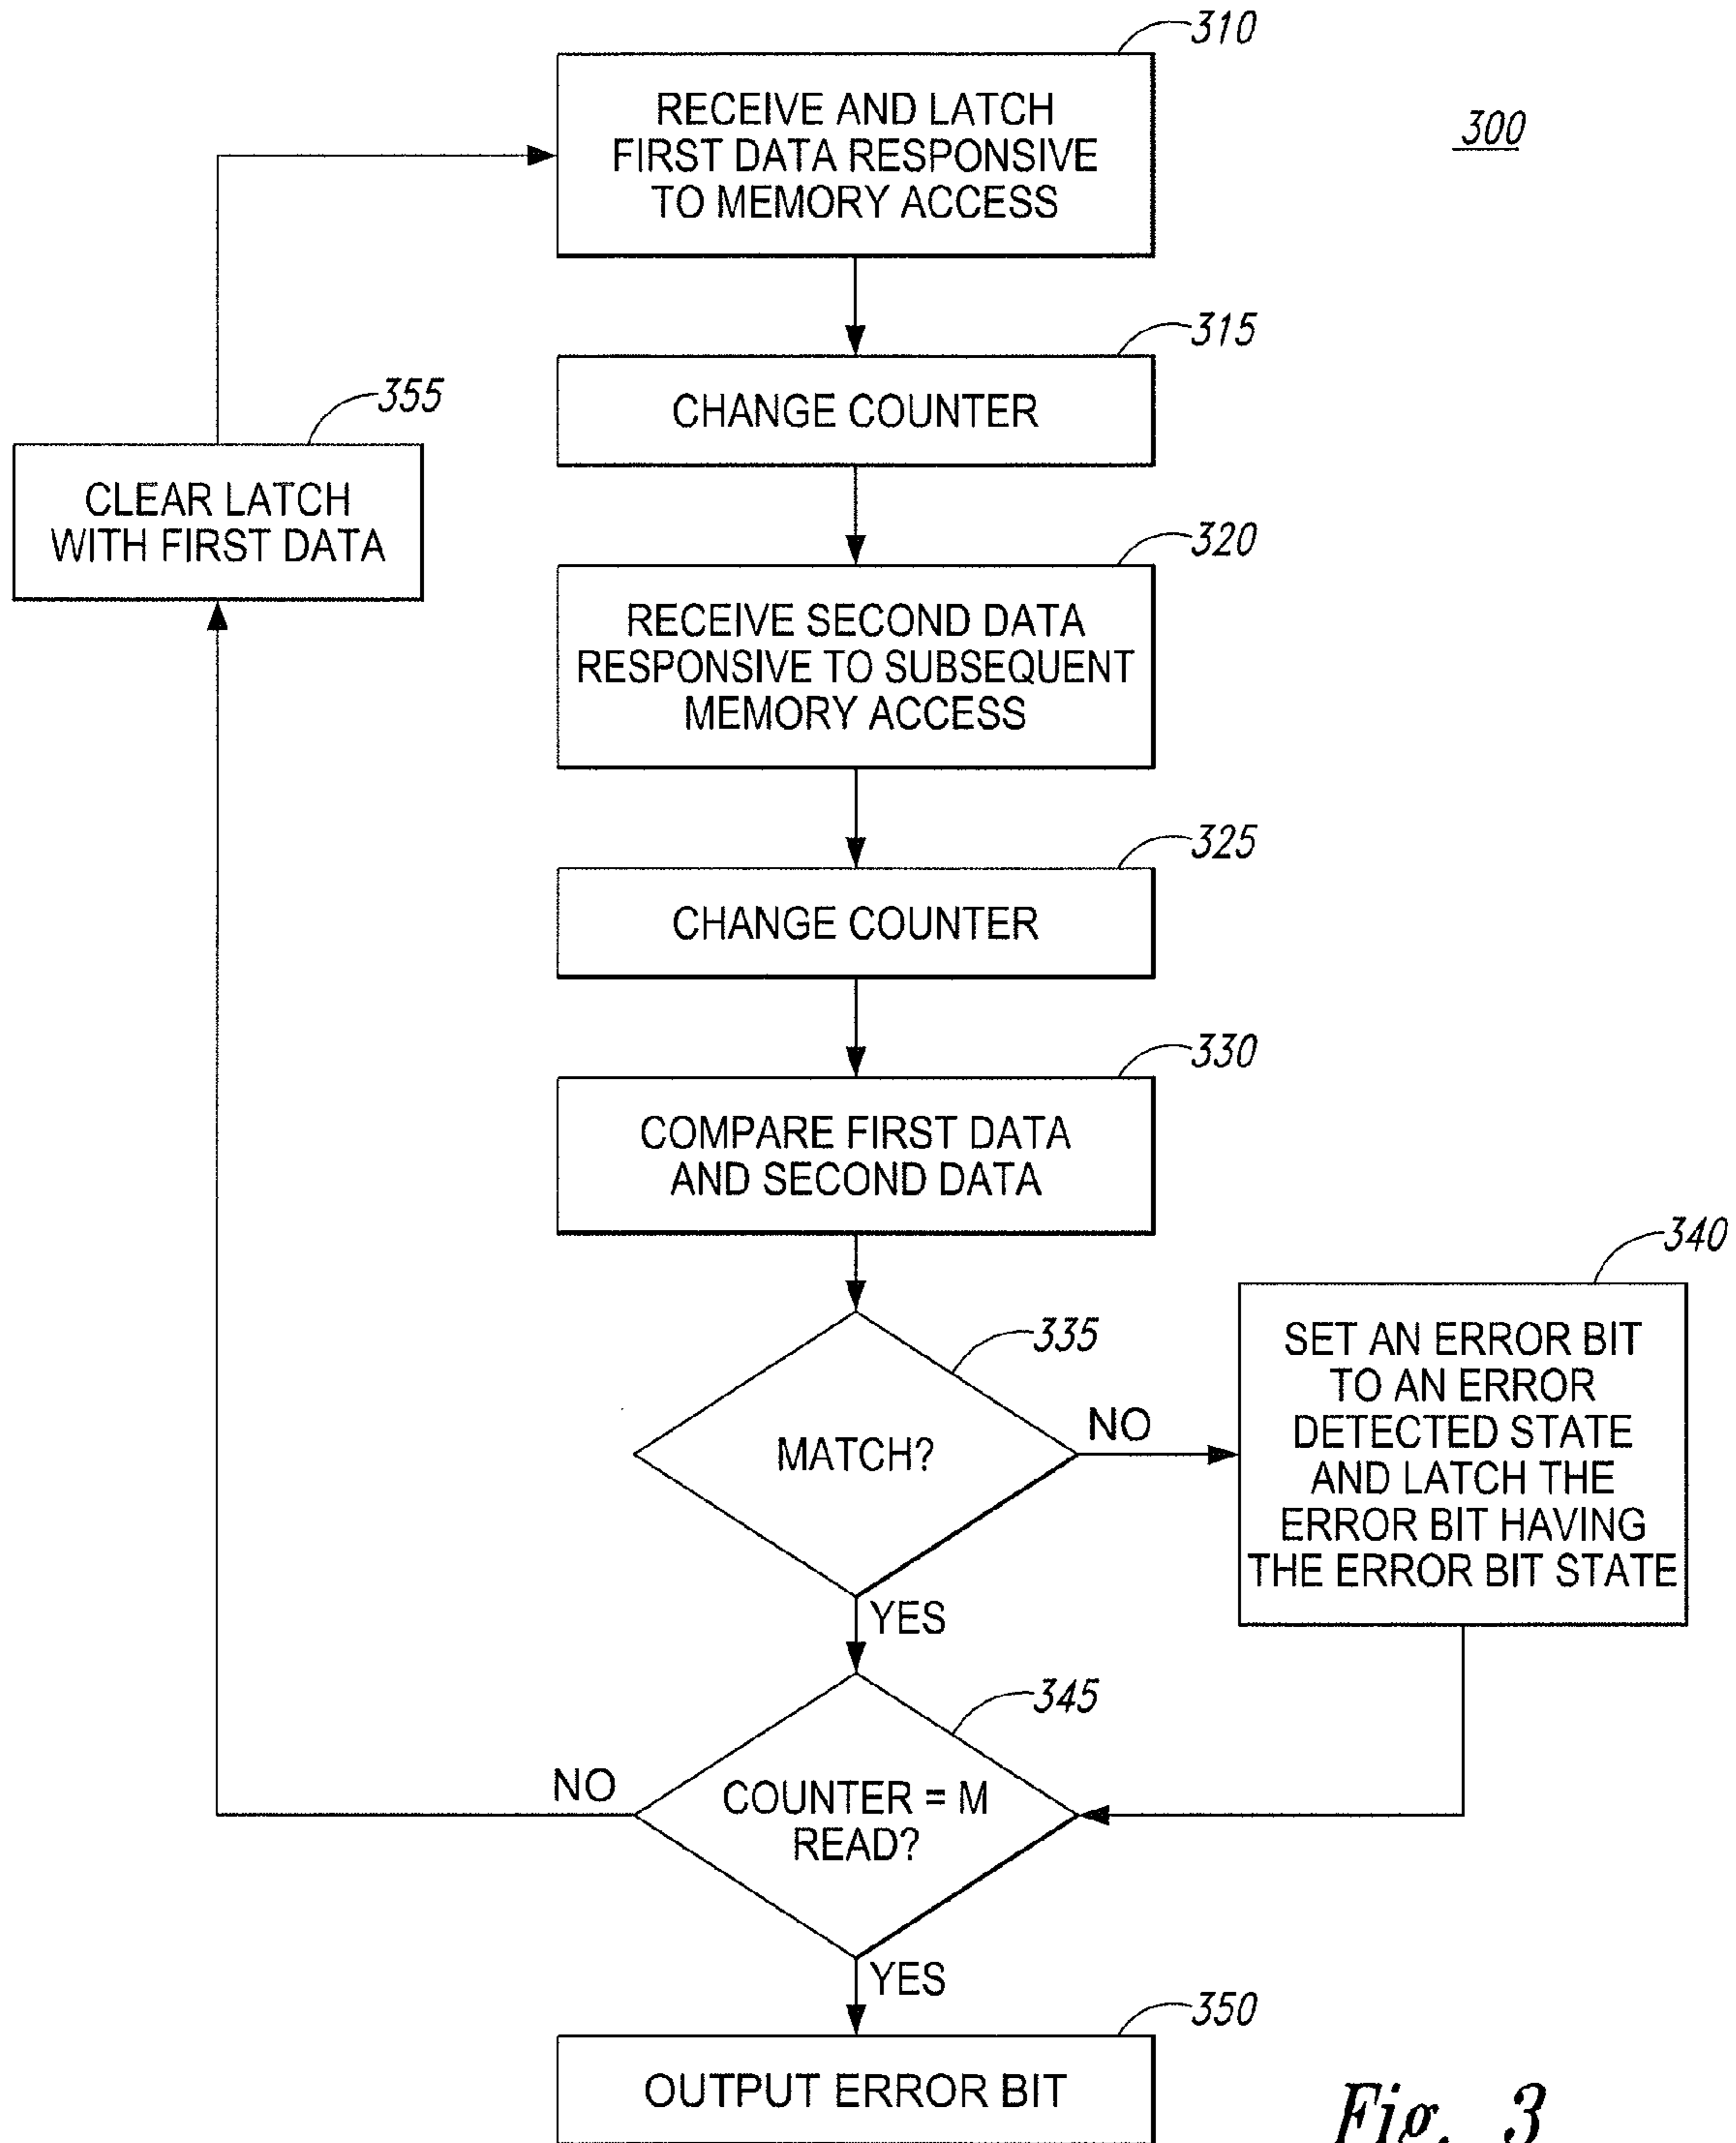 310
RECEIVE AND LATCH
FIRST DATA RESPONSIVE
TO MEMORY ACCESS
300
315
CHANGE COUNTER
355
CLEAR LATCH
WITH FIRST DATA
320
RECEIVE SECOND DATA
RESPONSIVE TO SUBSEQUENT
MEMORY ACCESS
325
CHANGE COUNTER
330
COMPARE FIRST DATA
AND SECOND DATA
335
MATCH?
NO
340
SET AN ERROR BIT
TO AN ERROR
DETECTED STATE
AND LATCH THE
ERROR BIT HAVING
THE ERROR BIT STATE
YES
345
COUNTER = M
READ?
NO
YES
350
OUTPUT ERROR BIT
Fig. 3